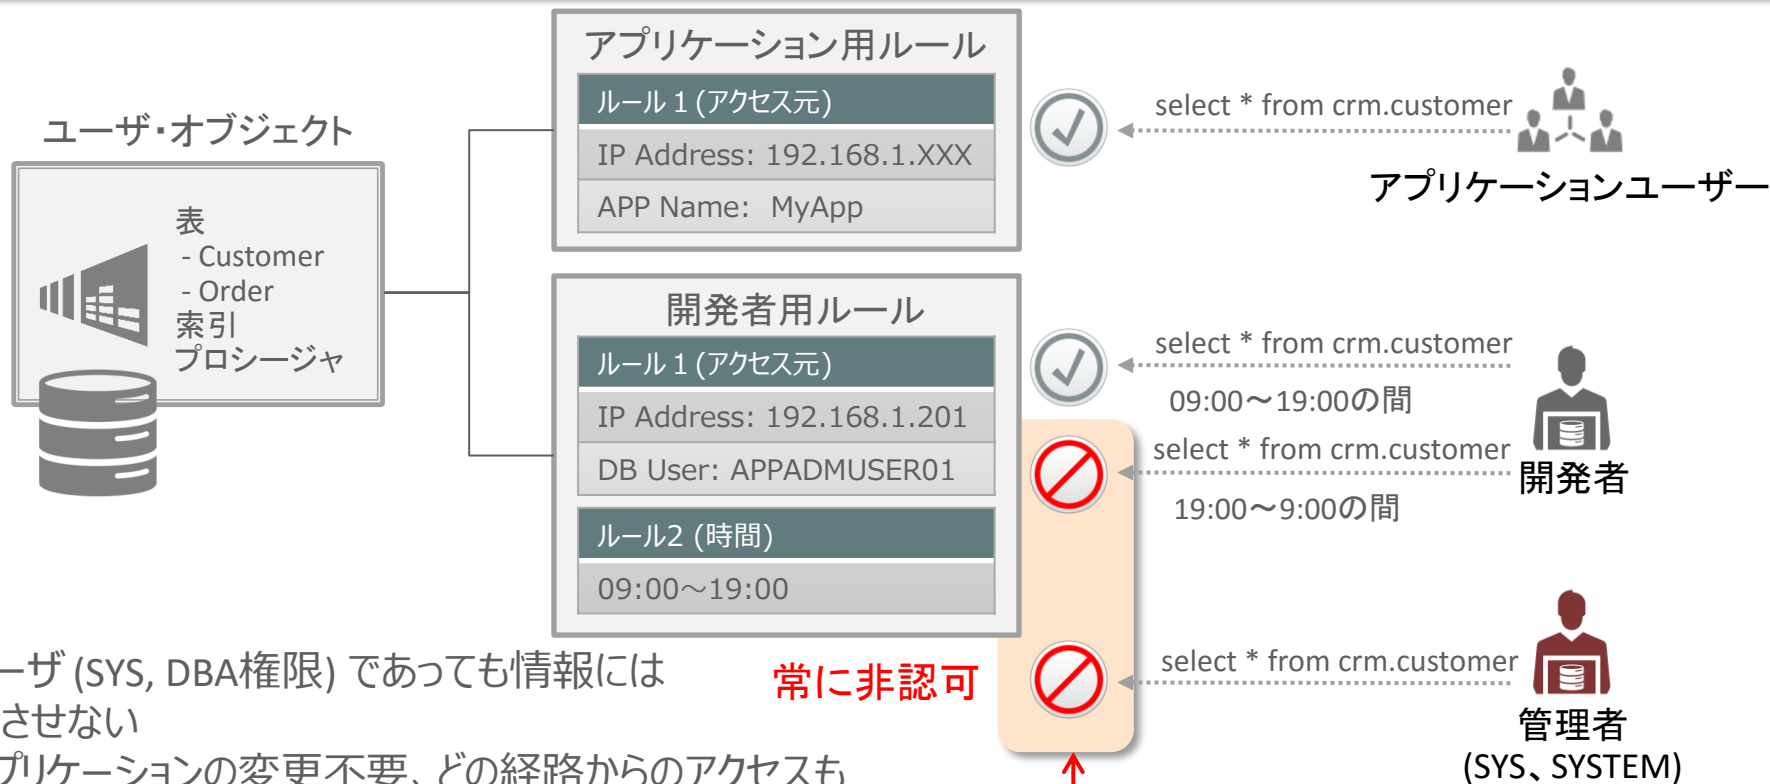 ユーザ・オブジェクト
表
- Customer
- Order
索引
プロシージャ
アプリケーション用ルール
ルール 1 (アクセス元)
IP Address: 192.168.1.XXX
APP Name: MyApp
開発者用ルール
ルール 1 (アクセス元)
IP Address: 192.168.1.201
DB User: APPADMUSER01
ルール2 (時間)
09:00～19:00
select * from crm.customer
アプリケーションユーザー
select * from crm.customer
09:00～19:00の間
select * from crm.customer
19:00～9:00の間
開発者
select * from crm.customer
管理者
(SYS、SYSTEM)
常に非認可
ーザ (SYS, DBA権限) であっても情報には
させない
プリケーションの変更不要、どの経路からのアクセスも